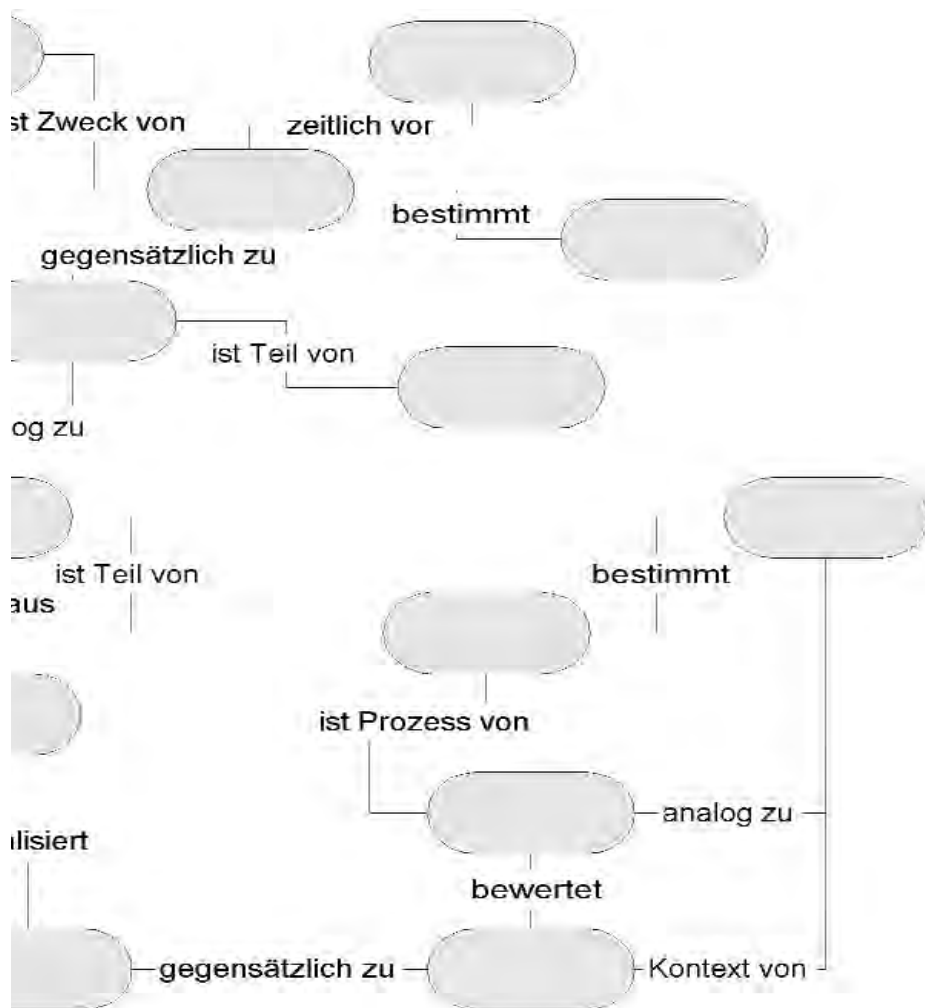 st Zweck von
zeitlich vor
bestimmt
gegensätzlich zu
ist Teil von
og zu
ist Teil von
bestimmt
aus
ist Prozess von
analog zu
lisiert
bewertet
gegensätzlich zu
Kontext von